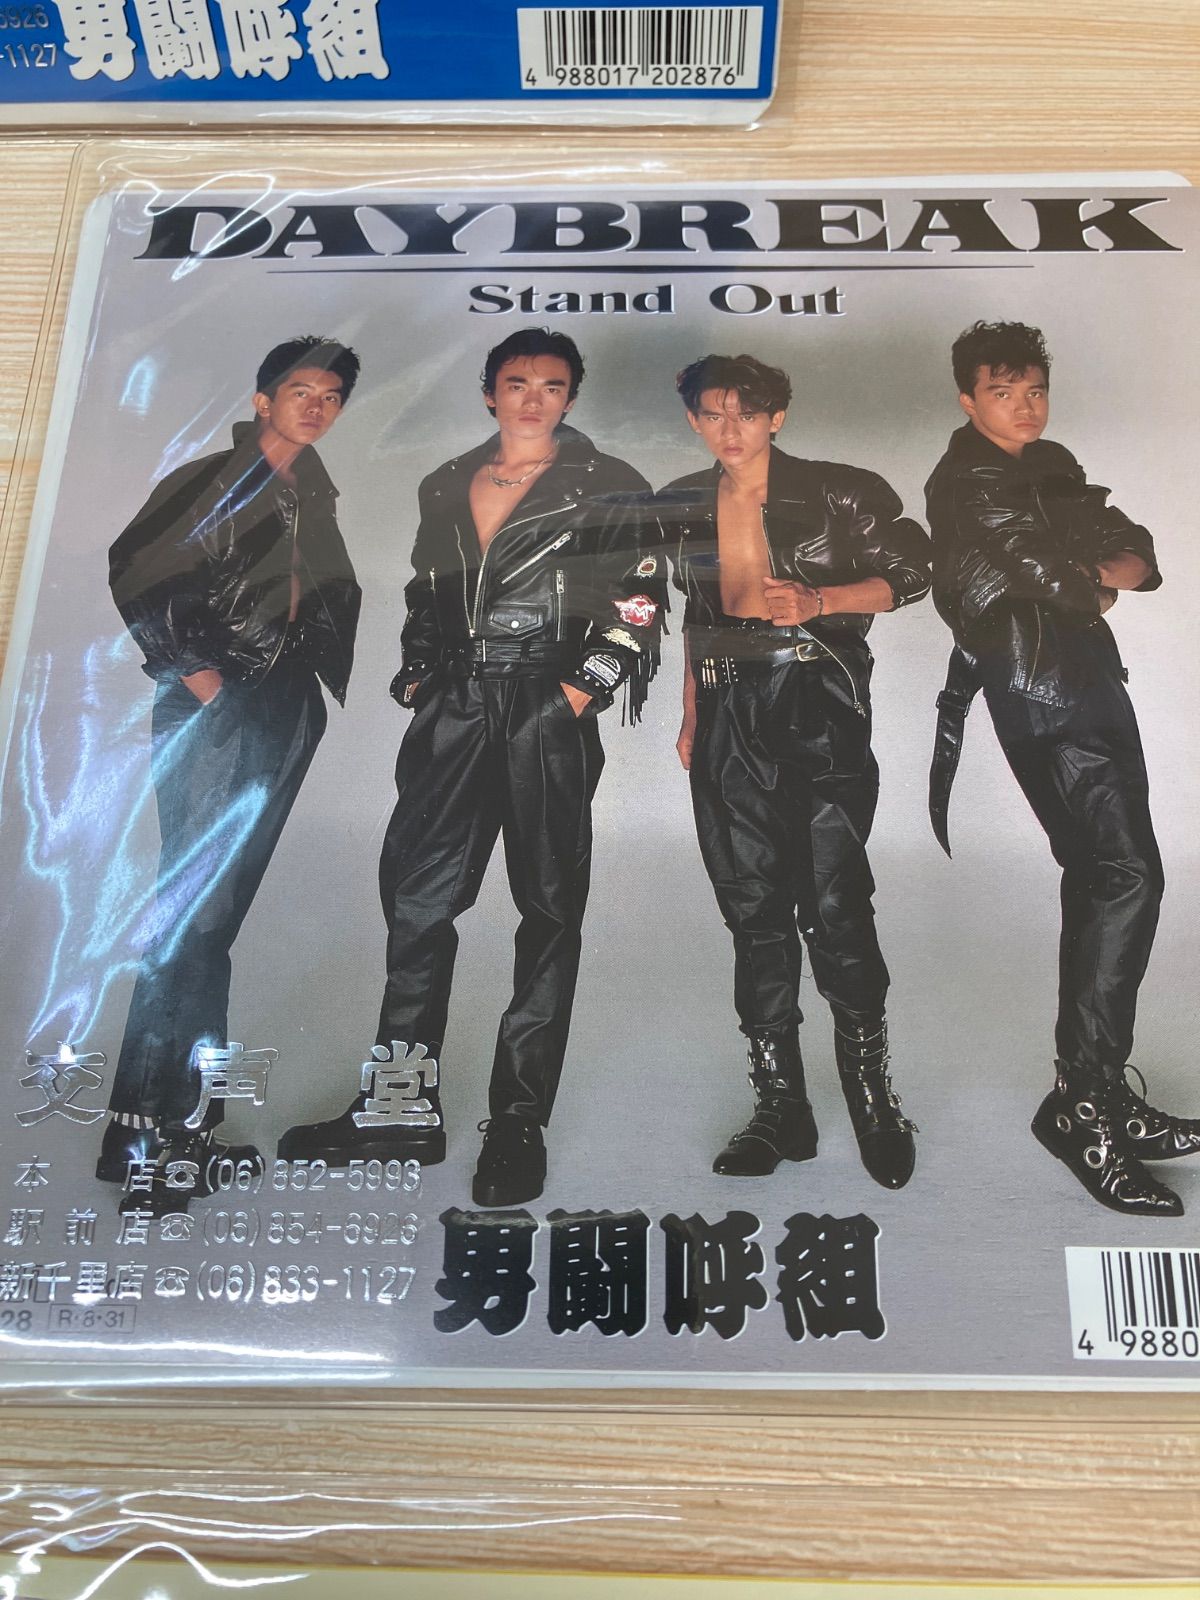 6926
-1127
男闘呼組
4 988017 202876
DAYBREAK
Stand Out
交声堂
本店☎(06)852-5993
駅前店☎(06)854-6926
新千里店☎(06)833-1127
28 R・8・31
男闘呼組
4 9880